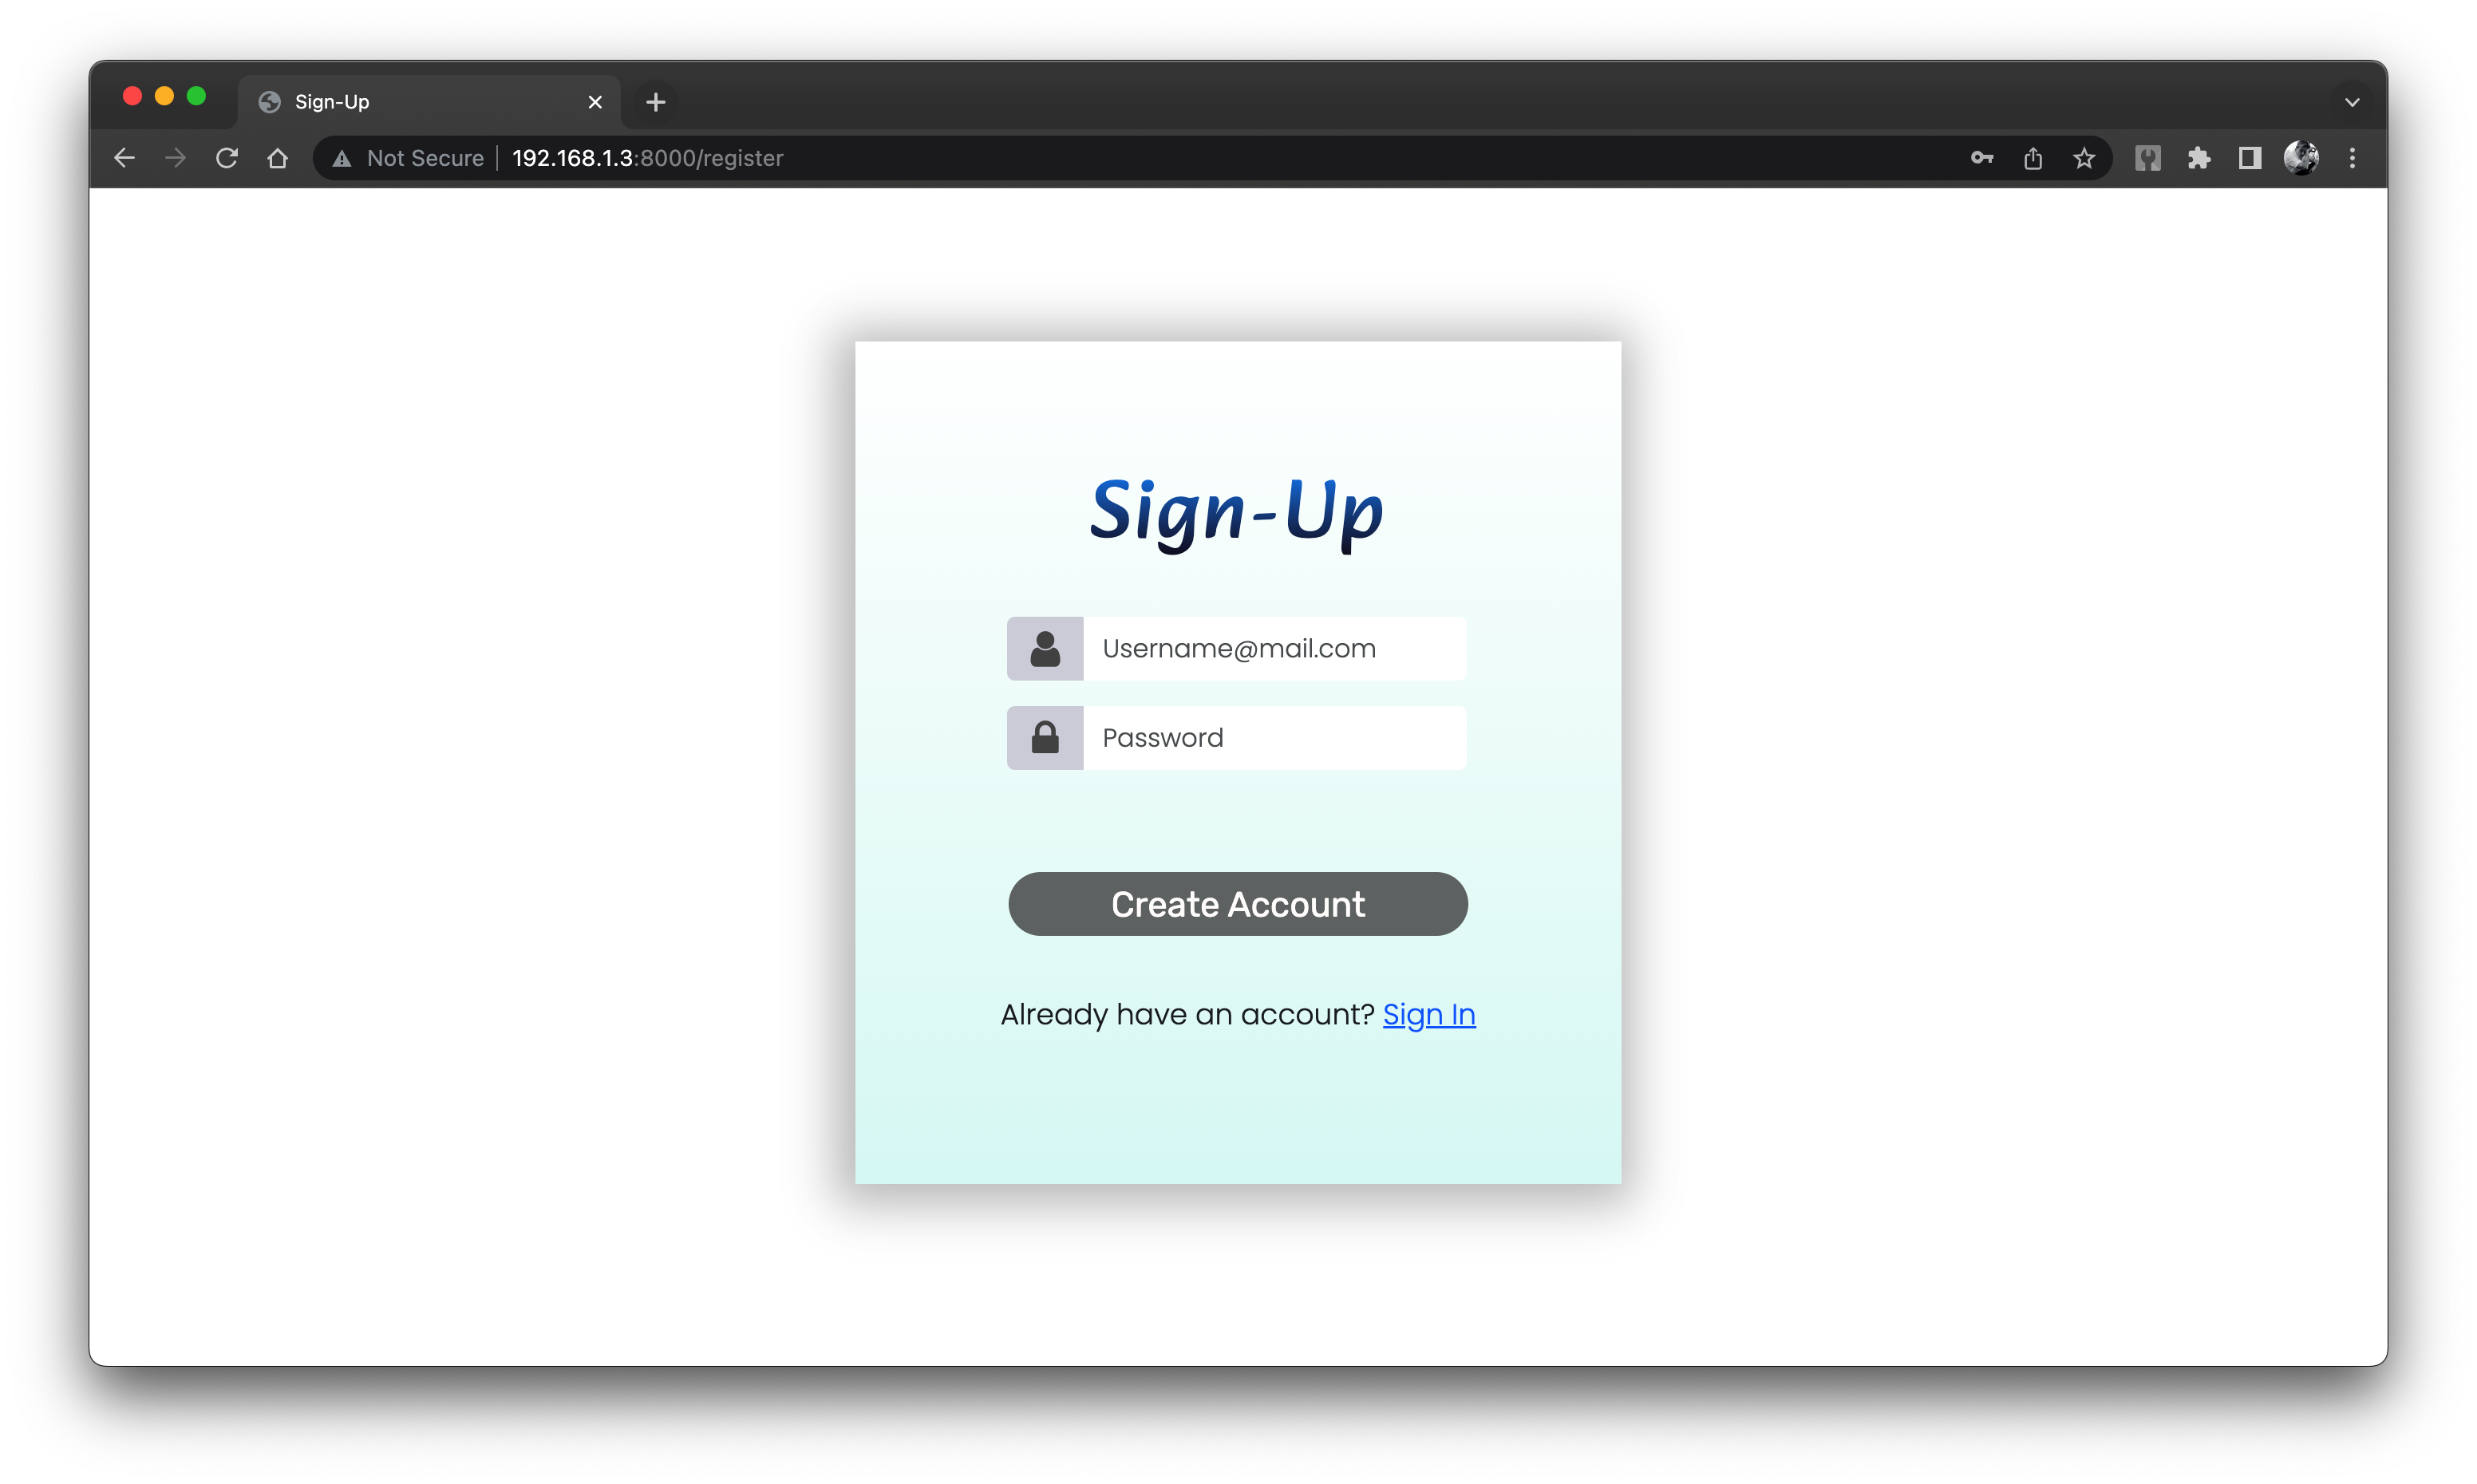 Sign-Up
Not Secure | 192.168.1.3:8000/register
Sign-Up
Username@mail.com
Password
Create Account
Already have an account? Sign In